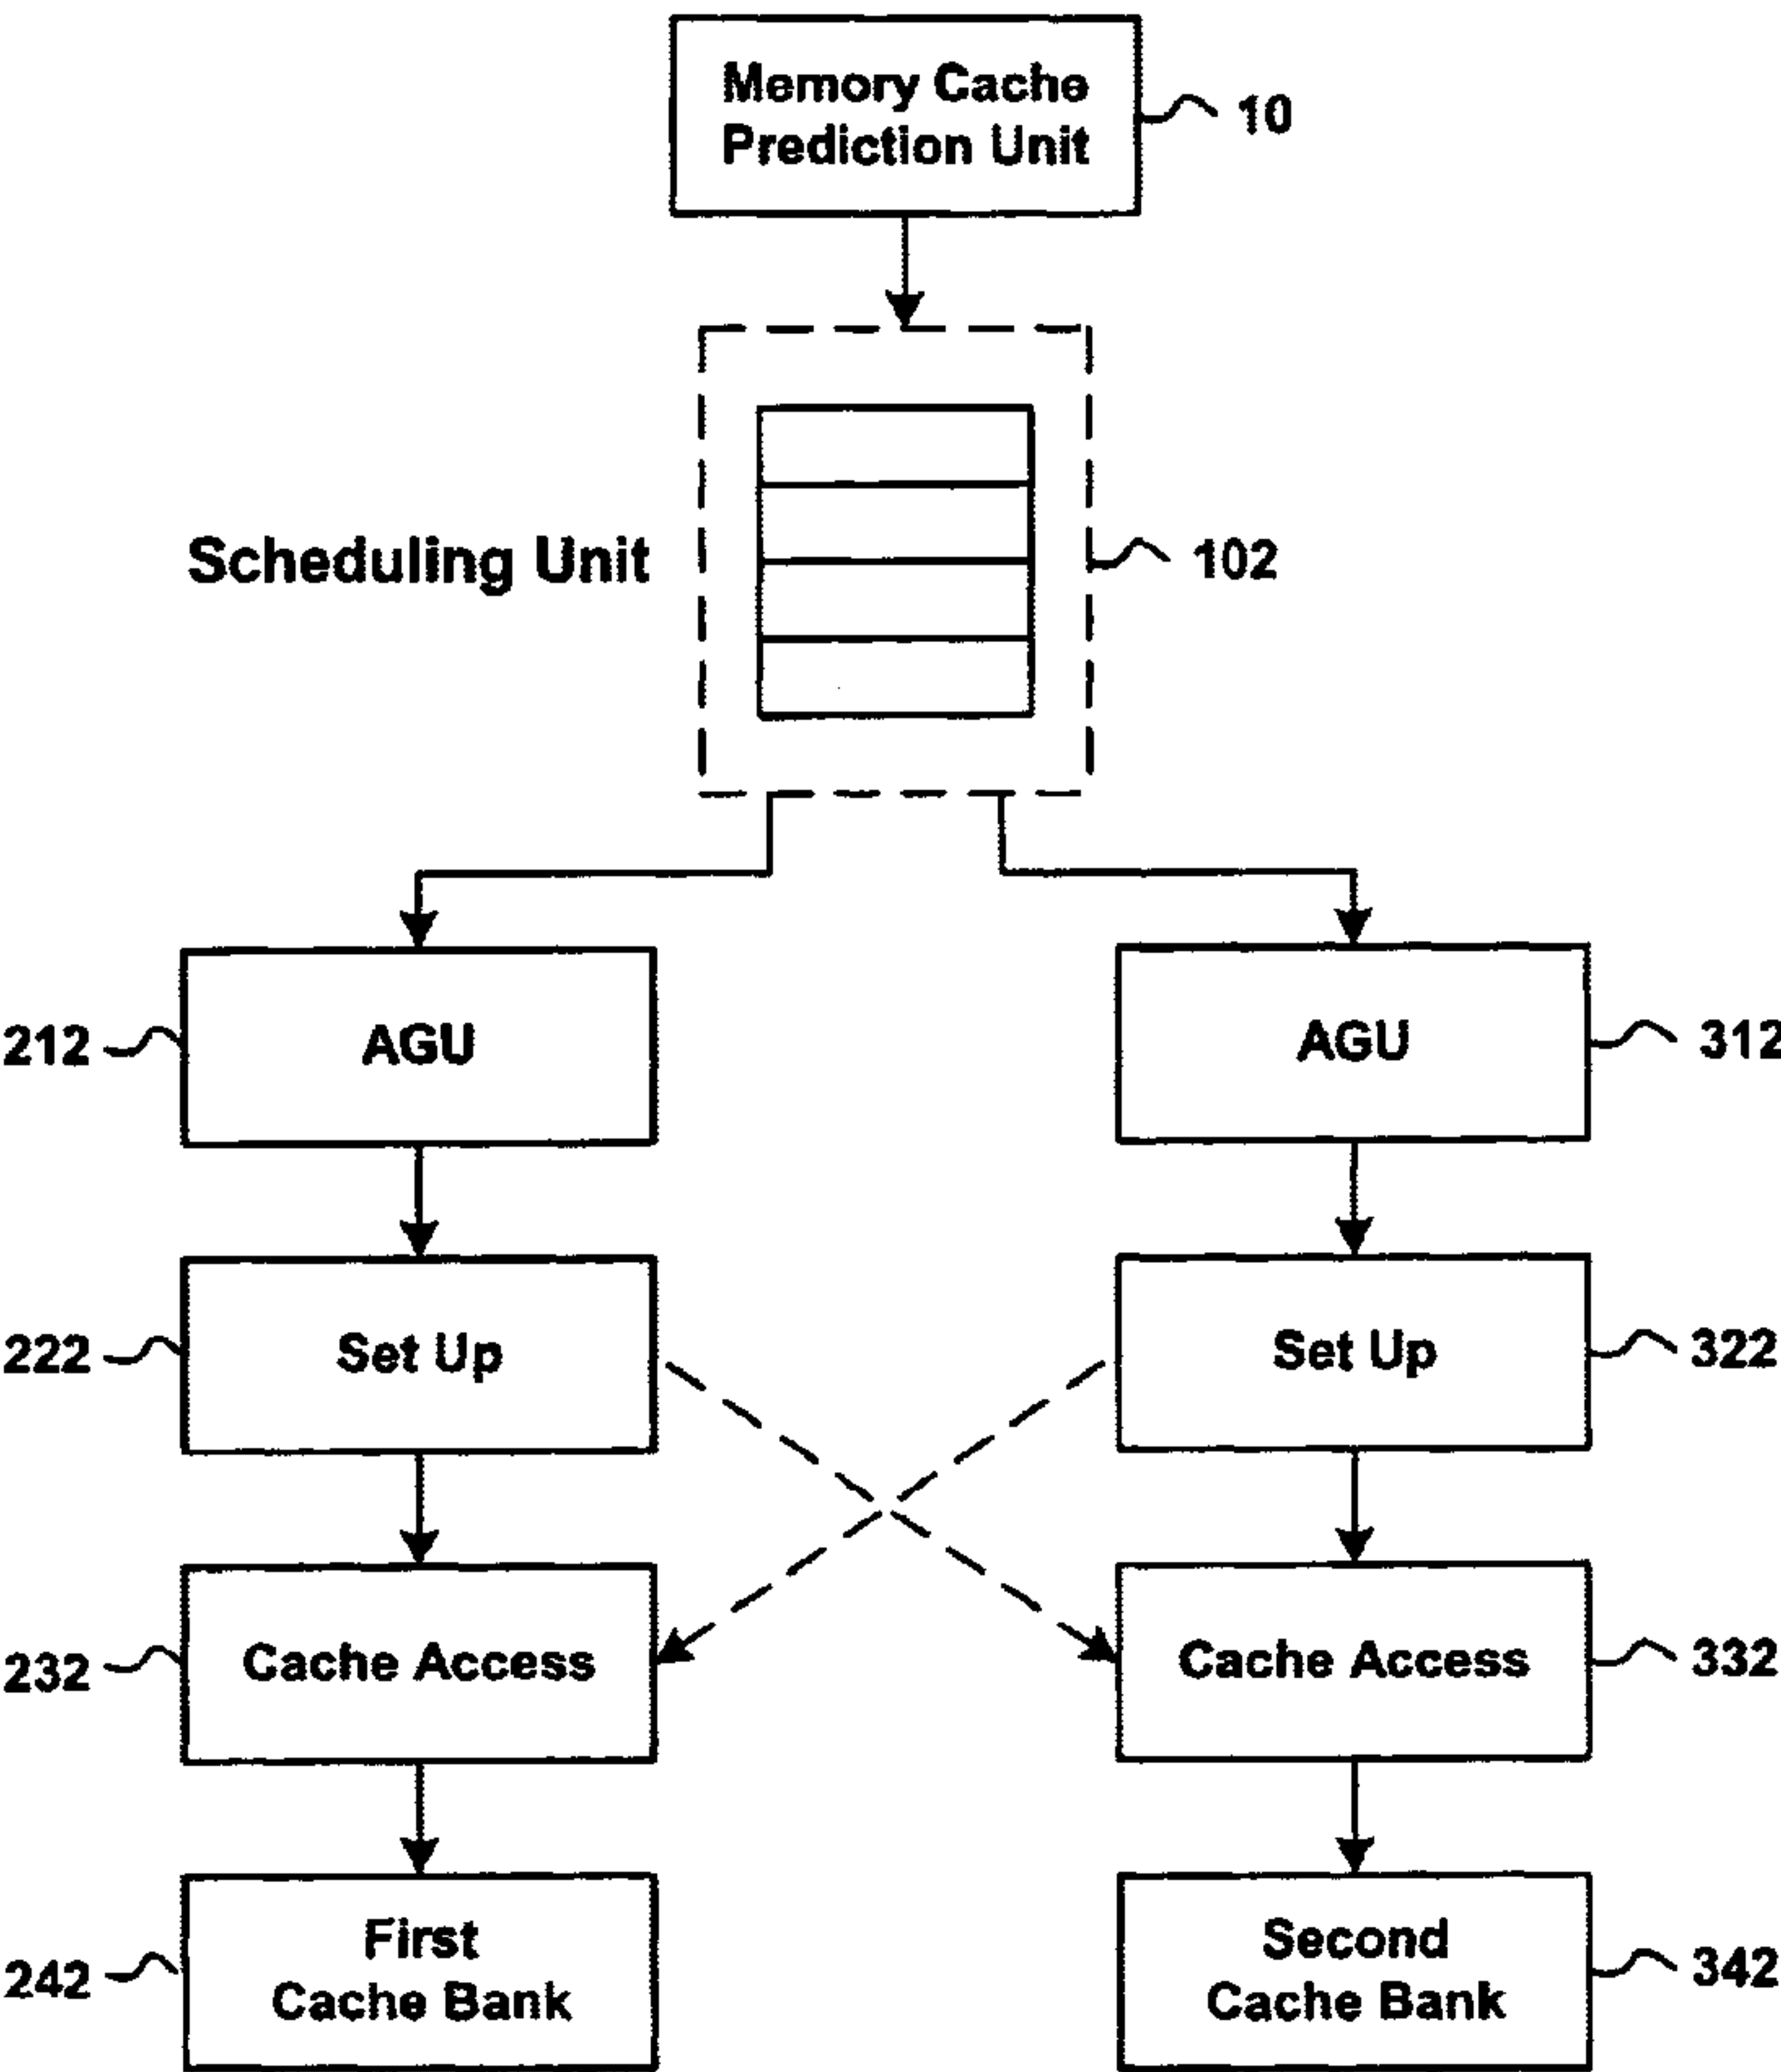 Memory Cache
Prediction Unit
10
Scheduling Unit
102
212
AGU
AGU
312
222
Set Up
Set Up
322
232
Cache Access
Cache Access
332
242
First
Cache Bank
Second
Cache Bank
342